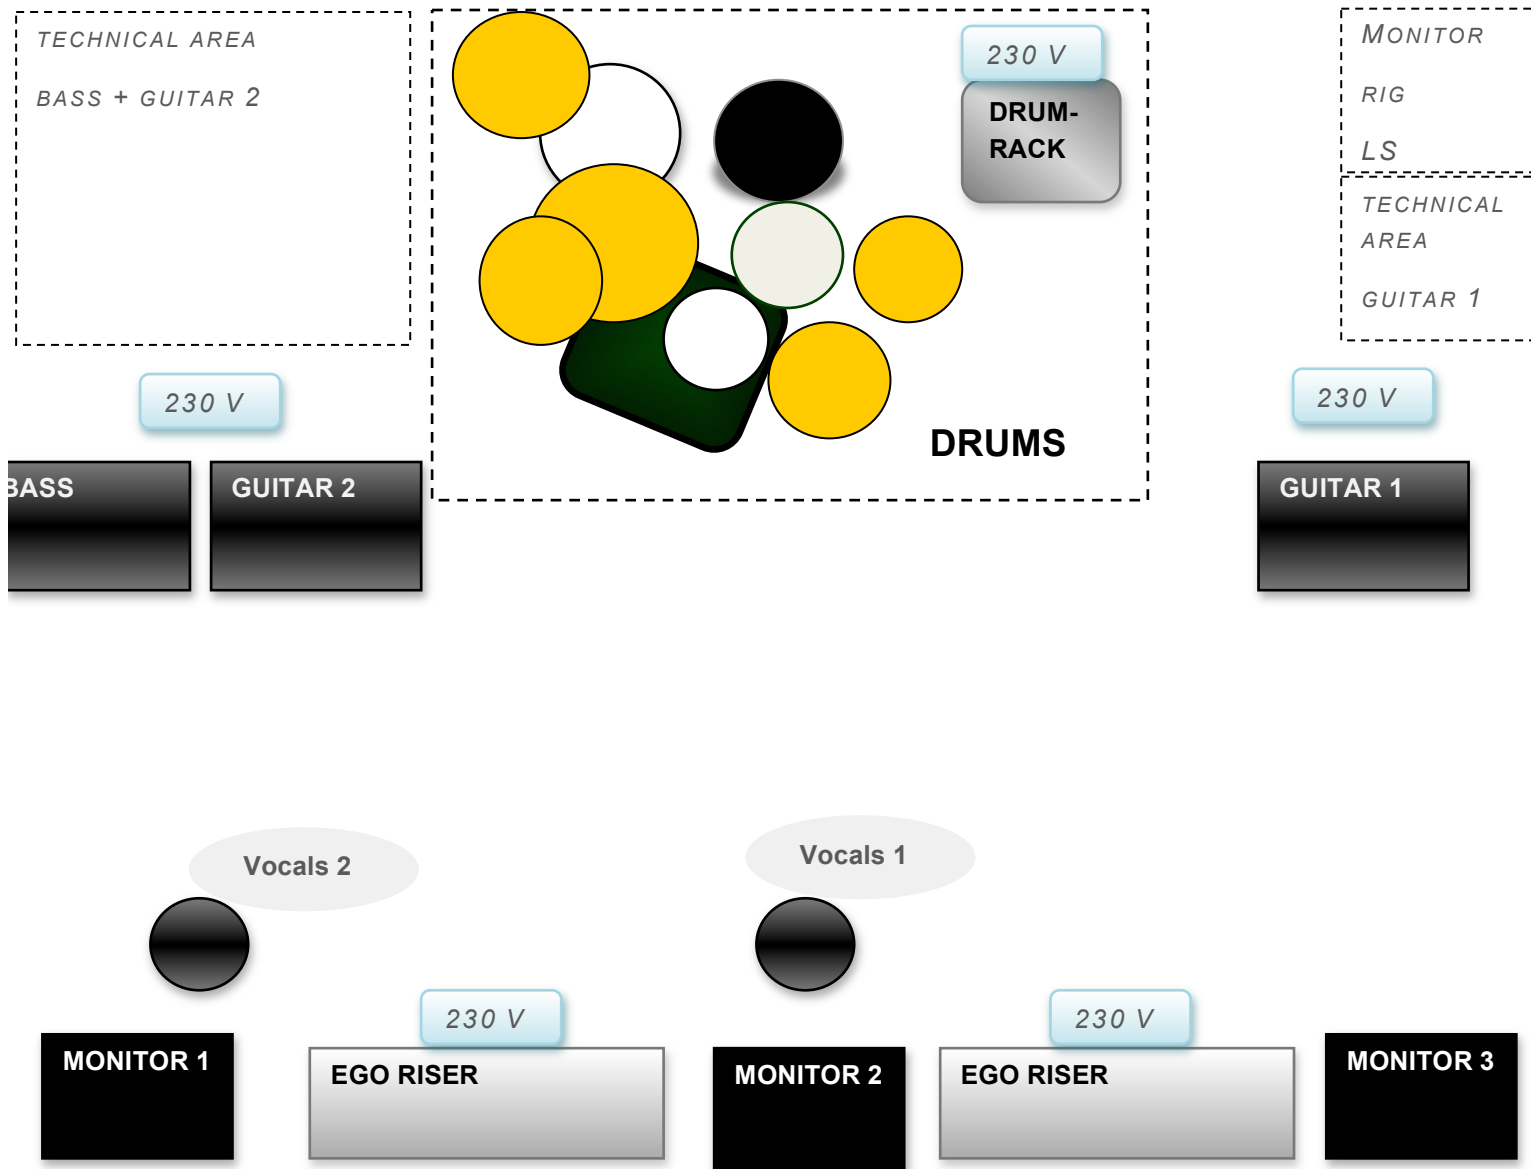 TECHNICAL AREA
BASS + GUITAR 2
230 V
DRUM-
RACK
MONITOR
RIG
LS
TECHNICAL
AREA
GUITAR 1
230 V
230 V
DRUMS
BASS
GUITAR 2
GUITAR 1
Vocals 2
Vocals 1
230 V
230 V
MONITOR 1
EGO RISER
MONITOR 2
EGO RISER
MONITOR 3